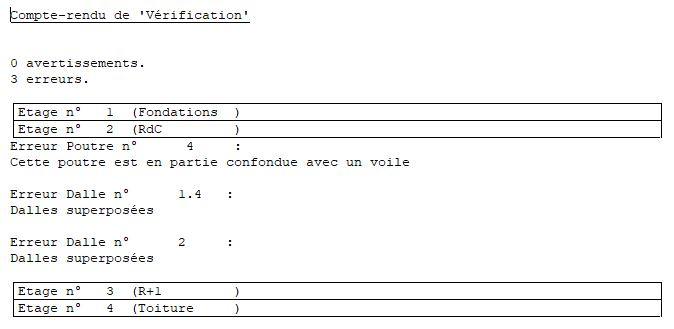 Compte-rendu de 'Vérification'
0 avertissements.
3 erreurs.
Etage n° 1 (Fondations )
Etage n° 2 (RdC )
Erreur Poutre n° 4 :
Cette poutre est en partie confondue avec un voile
Erreur Dalle n° 1.4 :
Dalles superposées
Erreur Dalle n° 2 :
Dalles superposées
Etage n° 3 (R+1 )
Etage n° 4 (Toiture )